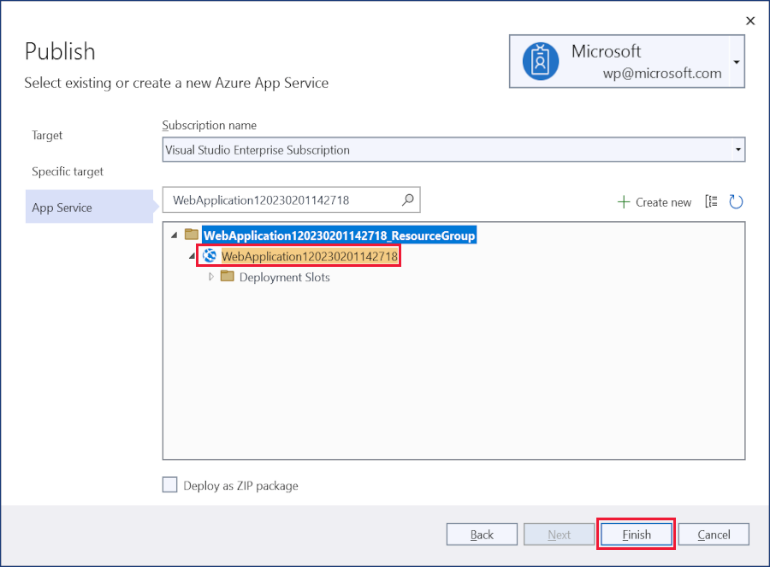 Publish
Select existing or create a new Azure App Service
Microsoft
wp@microsoft.com
Target
Specific target
App Service
Subscription name
Visual Studio Enterprise Subscription
WebApplication120230201142718
Create new
WebApplication120230201142718_ResourceGroup
WebApplication120230201142718
Deployment Slots
Deploy as ZIP package
Back
Next
Finish
Cancel